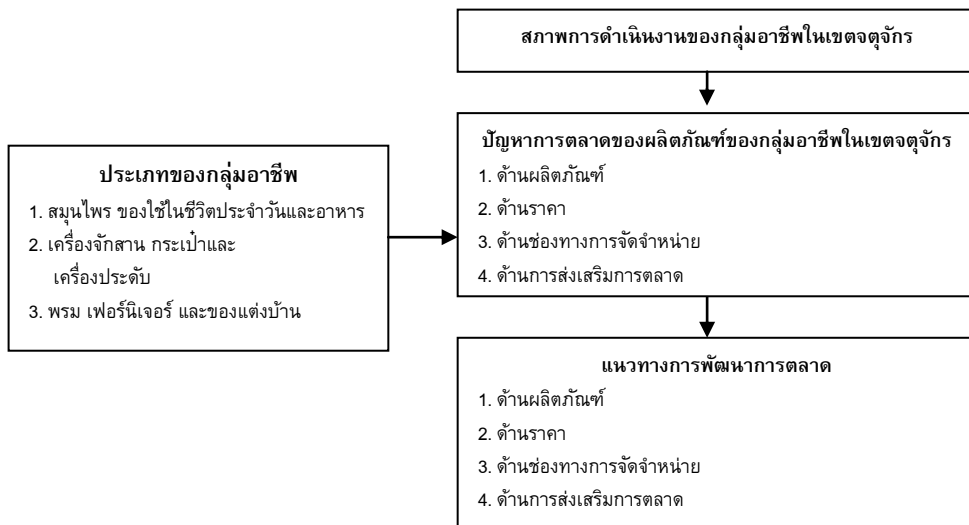 สภาพการดำเนินงานของกลุ่มอาชีพในเขตจตุจักร
ปัญหาการตลาดของผลิตภัณฑ์ของกลุ่มอาชีพในเขตจตุจักร
1. ด้านผลิตภัณฑ์
2. ด้านราคา
3. ด้านช่องทางการจัดจำหน่าย
4. ด้านการส่งเสริมการตลาด
ประเภทของกลุ่มอาชีพ
1. สมุนไพร ของใช้ในชีวิตประจำวันและอาหาร
2. เครื่องจักสาน กระเป๋าและ
เครื่องประดับ
3. พรม เฟอร์นิเจอร์ และของแต่งบ้าน
แนวทางการพัฒนาการตลาด
1. ด้านผลิตภัณฑ์
2. ด้านราคา
3. ด้านช่องทางการจัดจำหน่าย
4. ด้านการส่งเสริมการตลาด